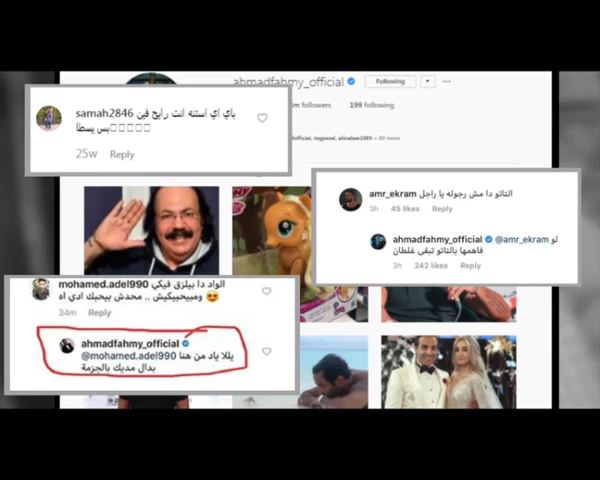 ahmadfahmy_official
Following
followers
199 following
samah2846 باي اي استنه انت رايح فين
بس يسطا
25w Reply
amr_ekram التاتو دا مش رجوله يا راجل
3h 45 likes Reply
ahmadfahmy_official @amr_ekram لو
فاهمها بالتاتو تبقى غلطان
3h 242 likes Reply
mohamed.adel990 الواد دا بيلزق فيكي
ومبيحبيكيش .. محدش بيحبك ادي اه 😍
34m Reply
ahmadfahmy_official
@mohamed.adel990 يللا ياد من هنا
بدال مديك بالجزمة